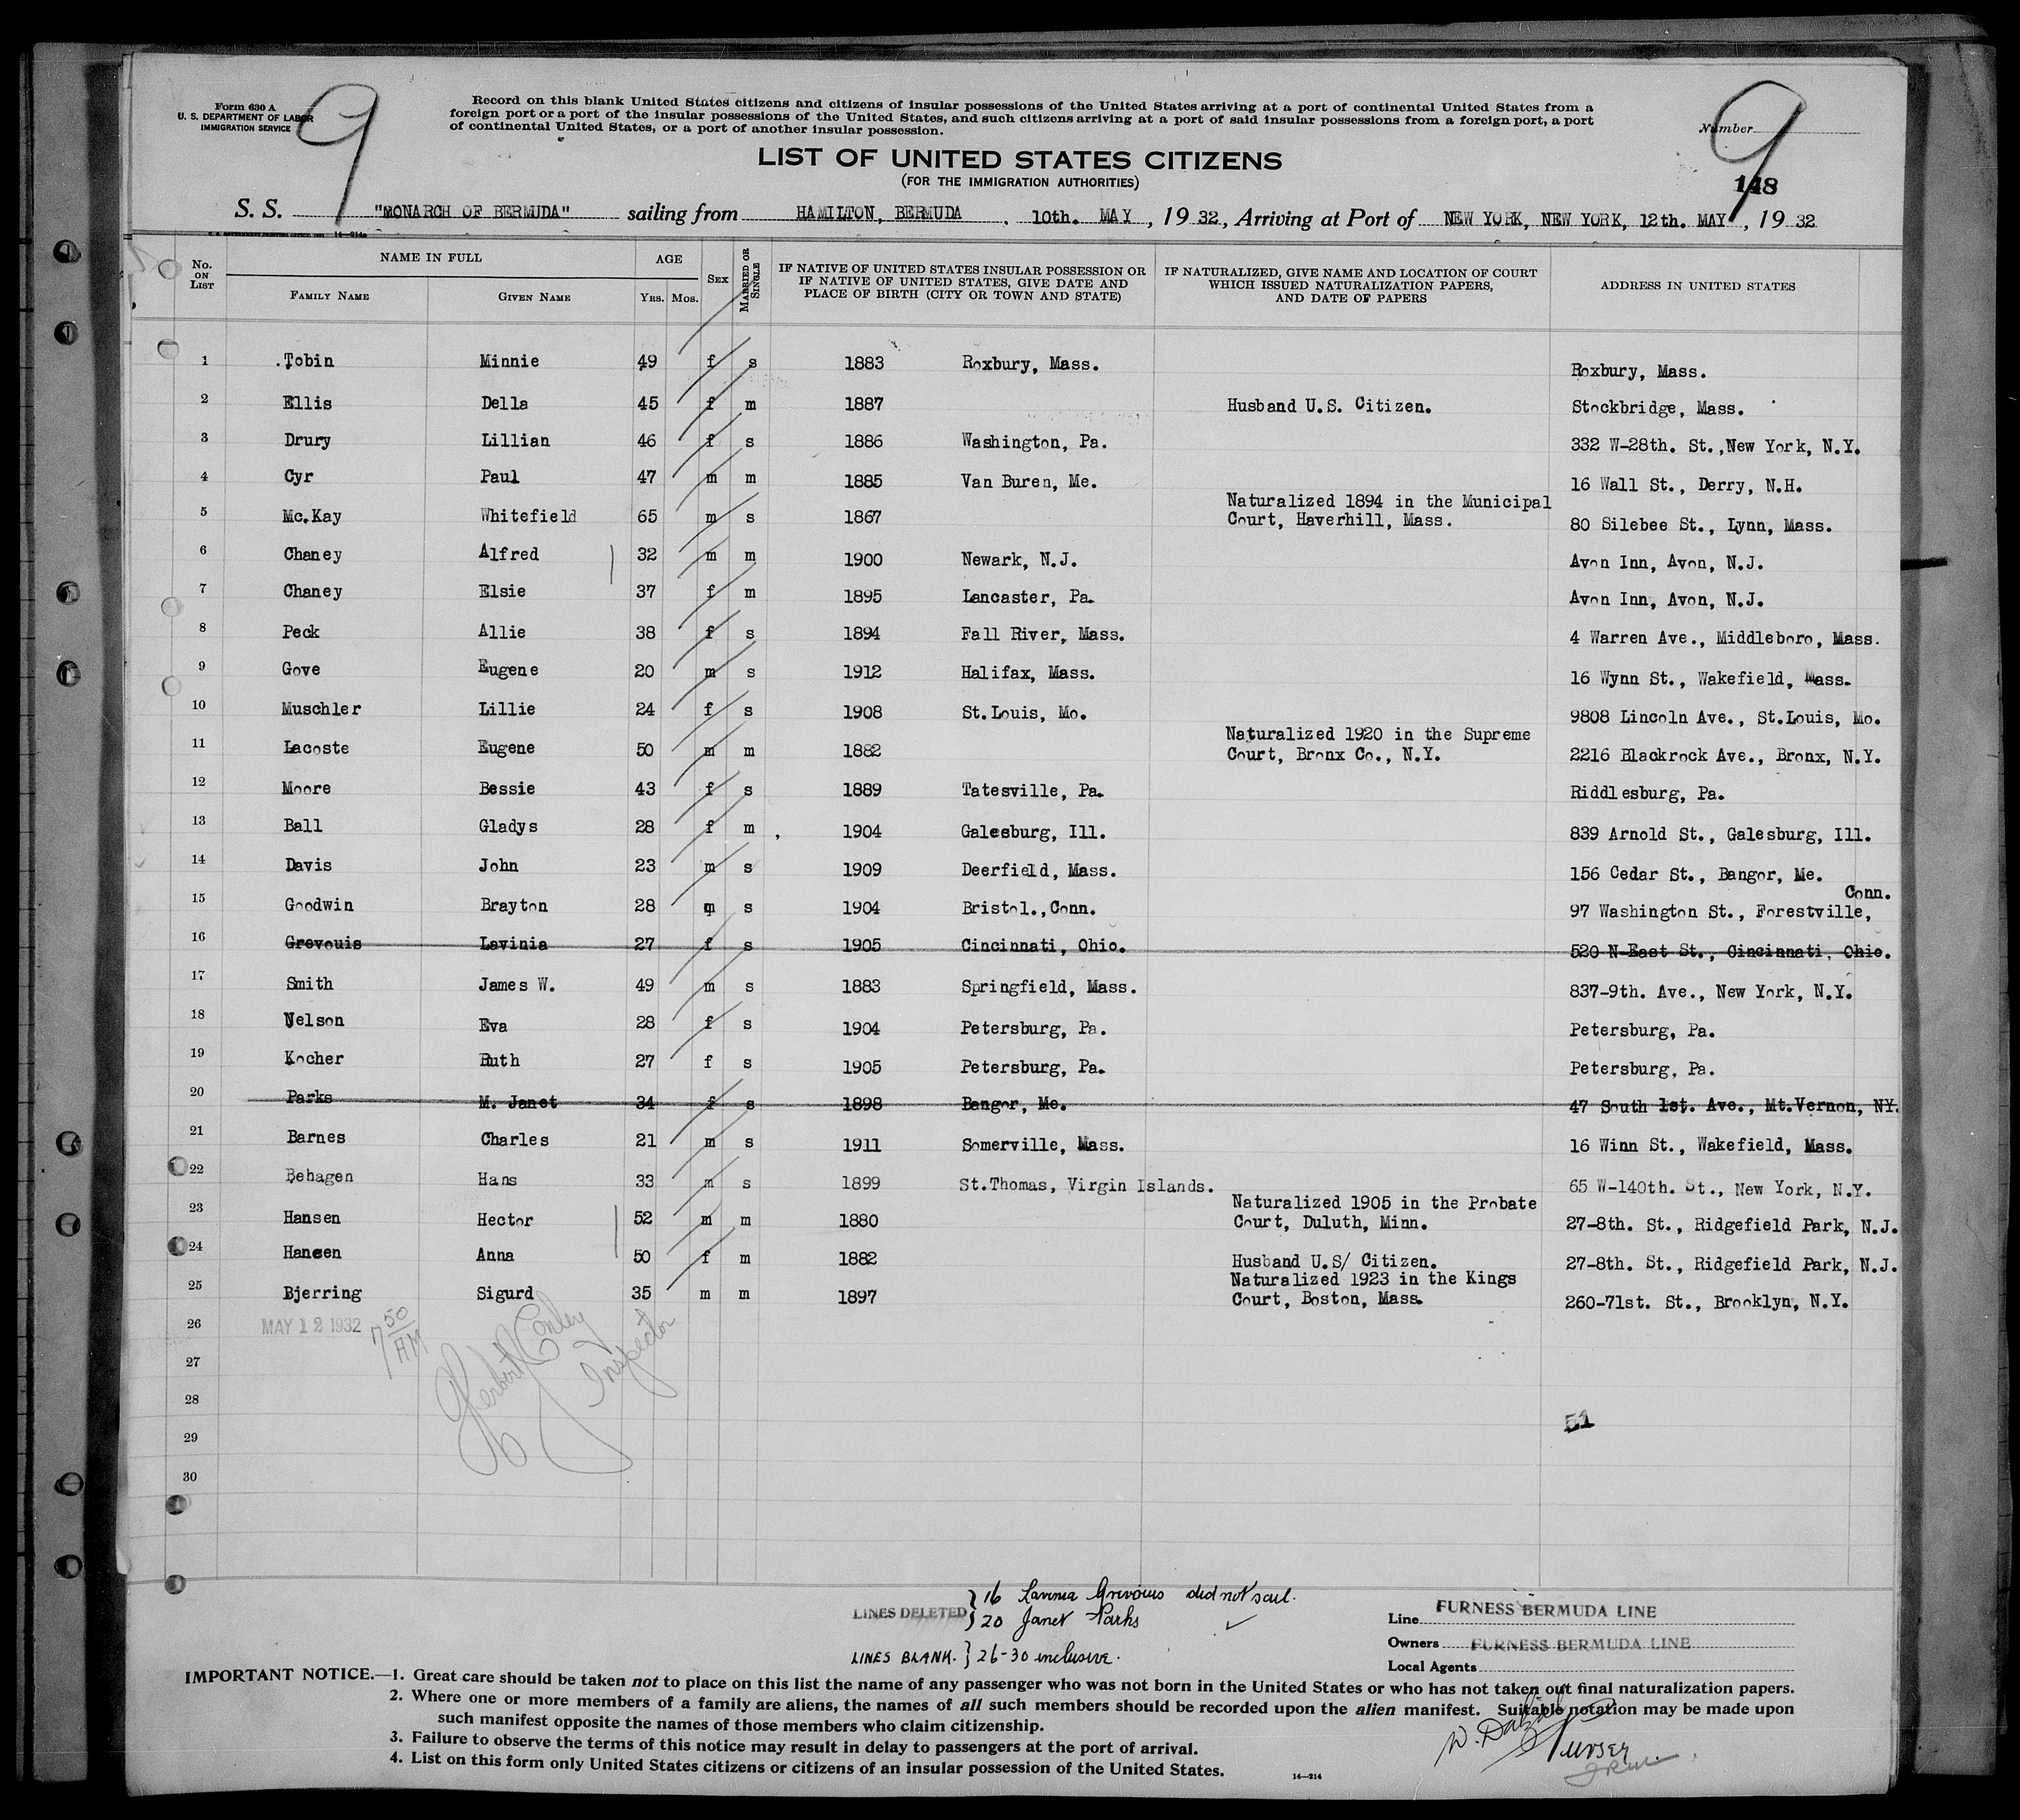 Form 630 A
U. S. DEPARTMENT OF LABOR
IMMIGRATION SERVICE
9
Record on this blank United States citizens and citizens of insular possessions of the United States arriving at a port of continental United States from a
foreign port or a port of the insular possessions of the United States, and such citizens arriving at a port of said insular possessions from a foreign port, a port
of continental United States, or a port of another insular possession.
Number
9
148
LIST OF UNITED STATES CITIZENS
(FOR THE IMMIGRATION AUTHORITIES)
S. S. "MONARCH OF BERMUDA" sailing from HAMILTON, BERMUDA . 10th. MAY , 19 32, Arriving at Port of NEW YORK, NEW YORK, 12th. MAY , 19 32
No. ON LIST NAME IN FULL AGE SEX MARRIED OR SINGLE IF NATIVE OF UNITED STATES INSULAR POSSESSION OR IF NATIVE OF UNITED STATES, GIVE DATE AND PLACE OF BIRTH (CITY OR TOWN AND STATE) IF NATURALIZED, GIVE NAME AND LOCATION OF COURT WHICH ISSUED NATURALIZATION PAPERS, AND DATE OF PAPERS ADDRESS IN UNITED STATES
FAMILY NAME GIVEN NAME YRS. MOS.
1 Tobin Minnie 49 f s 1883 Roxbury, Mass. Roxbury, Mass.
2 Ellis Della 45 f m 1887 Husband U.S. Citizen. Stockbridge, Mass.
3 Drury Lillian 46 f s 1886 Washington, Pa. 332 W-28th. St.,New York, N.Y.
4 Cyr Paul 47 m m 1885 Van Buren, Me. 16 Wall St., Derry, N.H.
5 Mc.Kay Whitefield 65 m s 1867 Naturalized 1894 in the Municipal Court, Haverhill, Mass. 80 Silebee St., Lynn, Mass.
6 Chaney Alfred 32 m m 1900 Newark, N.J. Avon Inn, Avon, N.J.
7 Chaney Elsie 37 f m 1895 Lancaster, Pa. Avon Inn, Avon, N.J.
8 Peck Allie 38 f s 1894 Fall River, Mass. 4 Warren Ave., Middleboro, Mass.
9 Gove Eugene 20 m s 1912 Halifax, Mass. 16 Wynn St., Wakefield, Mass.
10 Muschler Lillie 24 f s 1908 St.Louis, Mo. 9808 Lincoln Ave., St.Louis, Mo.
11 Lacoste Eugene 50 m m 1882 Naturalized 1920 in the Supreme Court, Bronx Co., N.Y. 2216 Blackrock Ave., Bronx, N.Y.
12 Moore Bessie 43 f s 1889 Tatesville, Pa. Riddlesburg, Pa.
13 Ball Gladys 28 f m 1904 Galesburg, Ill. 839 Arnold St., Galesburg, Ill.
14 Davis John 23 m s 1909 Deerfield, Mass. 156 Cedar St., Bangor, Me.
15 Goodwin Brayton 28 m s 1904 Bristol.,Conn. 97 Washington St., Forestville, Conn.
16 Grevouis Lavinia 27 f s 1905 Cincinnati, Ohio. 520 N-East St., Cincinnati, Ohio.
17 Smith James W. 49 m s 1883 Springfield, Mass. 837-9th. Ave., New York, N.Y.
18 Nelson Eva 28 f s 1904 Petersburg, Pa. Petersburg, Pa.
19 Kocher Ruth 27 f s 1905 Petersburg, Pa. Petersburg, Pa.
20 Parks M. Janet 34 f s 1898 Bangor, Me. 47 South 1st. Ave., Mt.Vernon, NY.
21 Barnes Charles 21 m s 1911 Somerville, Mass. 16 Winn St., Wakefield, Mass.
22 Behagen Hans 33 m s 1899 St.Thomas, Virgin Islands. 65 W-140th. St., New York, N.Y.
23 Hansen Hector 52 m m 1880 Naturalized 1905 in the Probate Court, Duluth, Minn. 27-8th. St., Ridgefield Park, N.J.
24 Hansen Anna 50 f m 1882 Husband U.S/ Citizen. 27-8th. St., Ridgefield Park, N.J.
25 Bjerring Sigurd 35 m m 1897 Naturalized 1923 in the Kings Court, Boston, Mass. 260-71st. St., Brooklyn, N.Y.
26 MAY 12 1932 7 50/AM
Herbert Conley
Inspector
27
28
51
29
30
LINES DELETED } 16 Lavinea Grevouis did not sail.
20 Janet Parks
LINES BLANK. } 26-30 inclusive.
Line FURNESS BERMUDA LINE
Owners FURNESS BERMUDA LINE
Local Agents
IMPORTANT NOTICE.—1. Great care should be taken not to place on this list the name of any passenger who was not born in the United States or who has not taken out final naturalization papers.
2. Where one or more members of a family are aliens, the names of all such members should be recorded upon the alien manifest. Suitable notation may be made upon
such manifest opposite the names of those members who claim citizenship.
3. Failure to observe the terms of this notice may result in delay to passengers at the port of arrival.
4. List on this form only United States citizens or citizens of an insular possession of the United States.
14—214
Purser